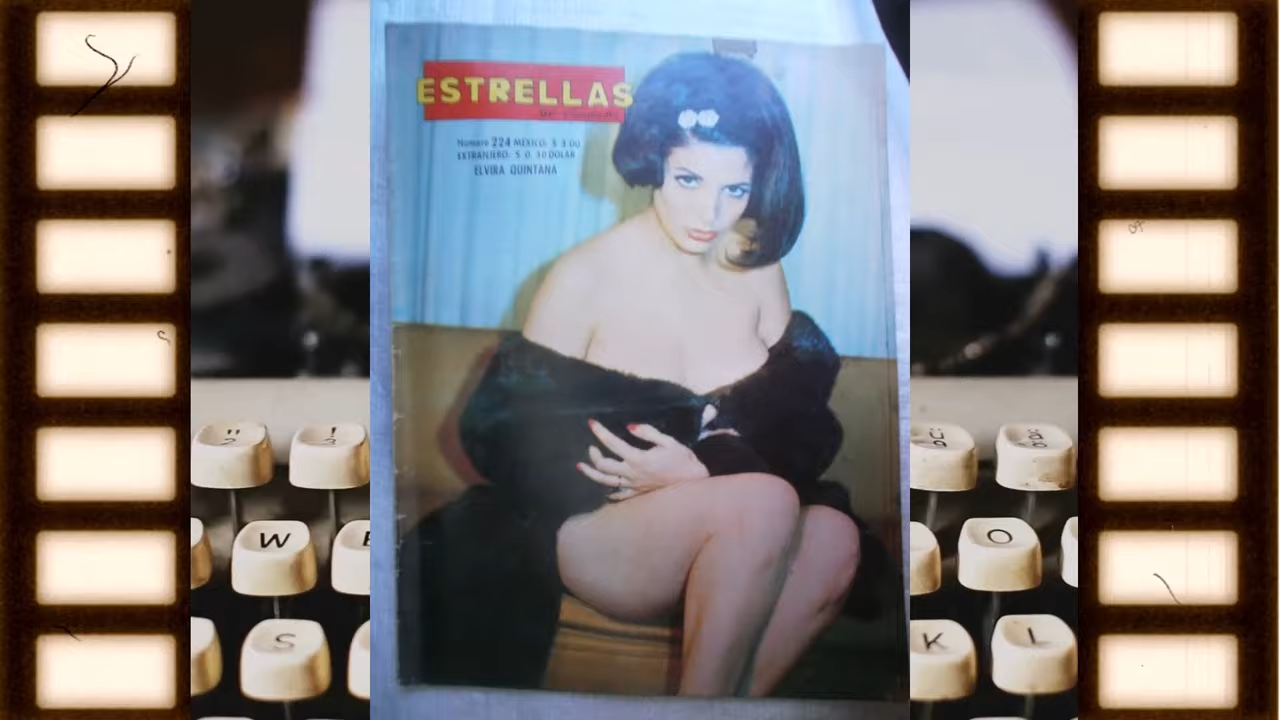 ESTRELLAS
Numero 224 MEXICO: $ 3.00
EXTRANJERO: $ 0.30 DOLAR
ELVIRA QUINTANA
W
O
S
K L